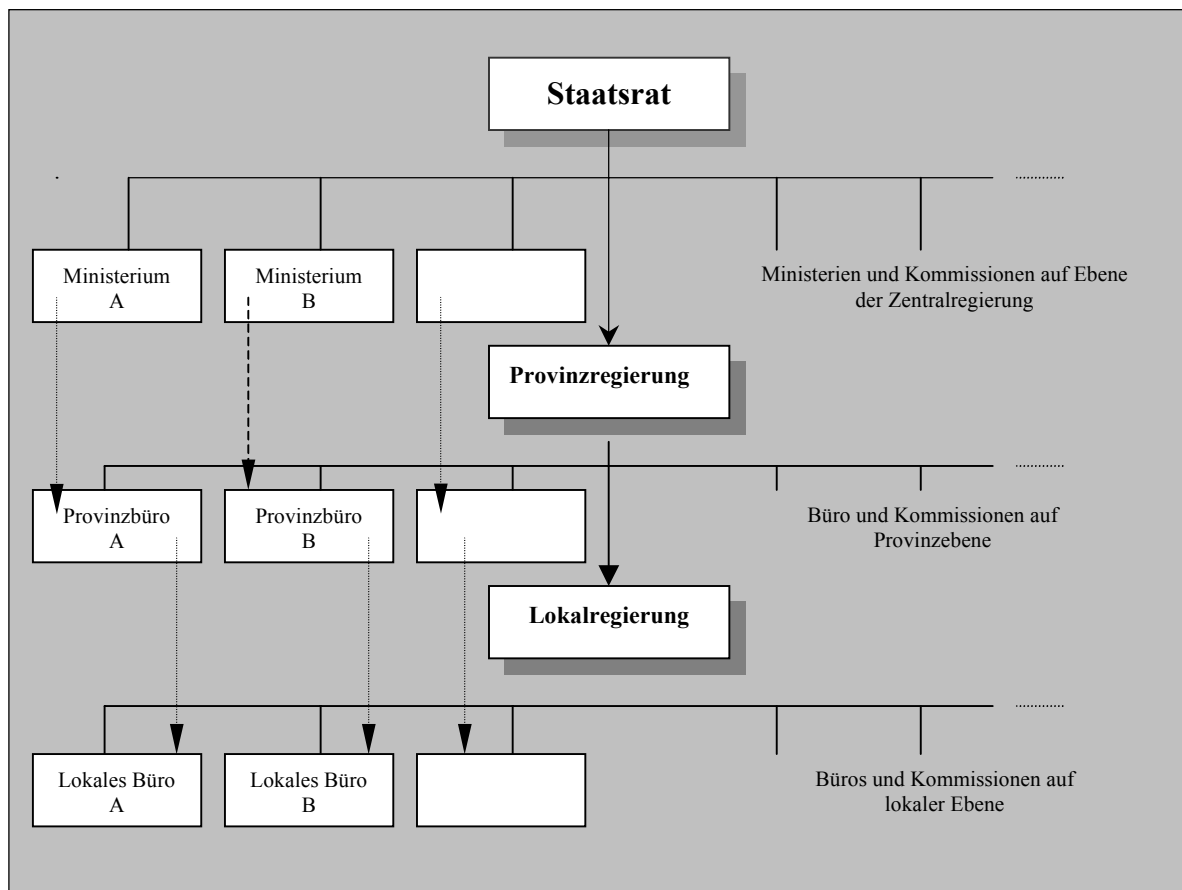 Staatsrat
Ministerium
A
Ministerium
B
Ministerien und Kommissionen auf Ebene
der Zentralregierung
Provinzregierung
Provinzbüro
A
Provinzbüro
B
Büro und Kommissionen auf
Provinzebene
Lokalregierung
Lokales Büro
A
Lokales Büro
B
Büros und Kommissionen auf
lokaler Ebene